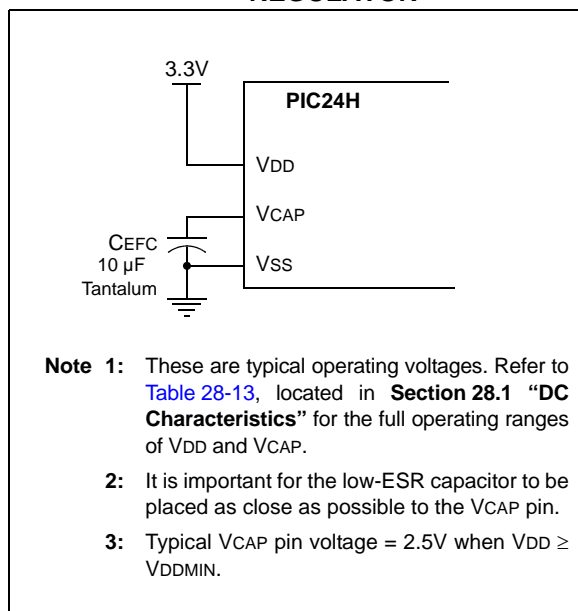 REGULATOR
3.3V
PIC24H
VDD
VCAP
CEFC
10 µF
Tantalum
VSS
Note 1: These are typical operating voltages. Refer to
Table 28-13, located in Section 28.1 “DC
Characteristics” for the full operating ranges
of VDD and VCAP.
2: It is important for the low-ESR capacitor to be
placed as close as possible to the VCAP pin.
3: Typical VCAP pin voltage = 2.5V when VDD ≥
VDDMIN.